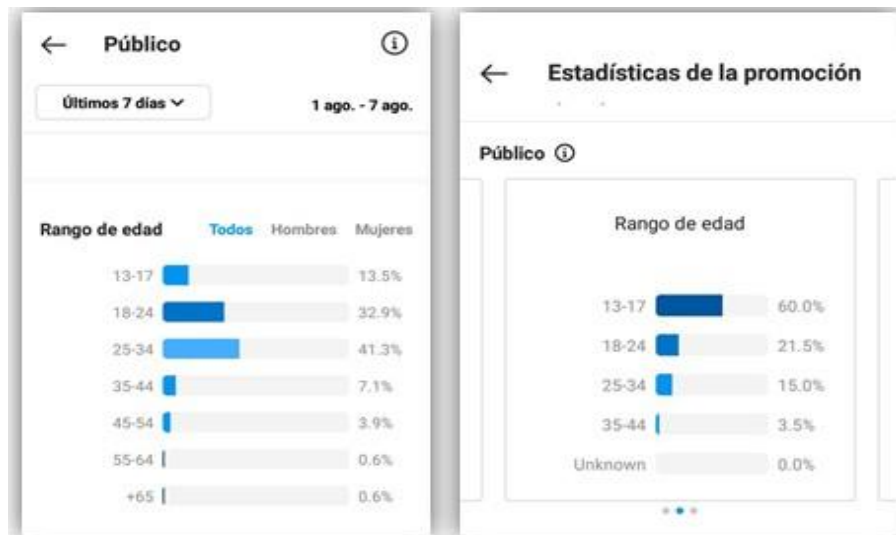 Público
Últimos 7 días
1 ago. - 7 ago.
Rango de edad Todos Hombres Mujeres
13-17 13.5%
18-24 32.9%
25-34 41.3%
35-44 7.1%
45-54 3.9%
55-64 0.6%
+65 0.6%
Estadísticas de la promoción
Público
Rango de edad
13-17 60.0%
18-24 21.5%
25-34 15.0%
35-44 3.5%
Unknown 0.0%